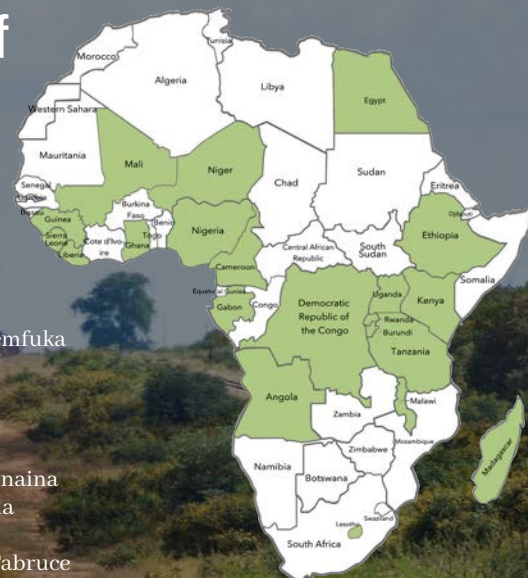 f
emfuka
naina
a
abruce
Morocco
Tunisia
Algeria
Libya
Egypt
Western Sahara
Mauritania
Mali
Niger
Chad
Sudan
Eritrea
Senegal
Bissau
Guinea
Sierra
Leone
Liberia
Cote d'Ivo-
ire
Burkina
Faso
Ghana
Togo
Benin
Nigeria
Cameroon
Central African
Republic
South
Sudan
Ethiopia
Djibouti
Somalia
Equatorial Guinea
Gabon
Congo
Democratic
Republic of
the Congo
Uganda
Kenya
Rwanda
Burundi
Tanzania
Angola
Zambia
Malawi
Mozambique
Zimbabwe
Namibia
Botswana
Madagascar
Swaziland
Lesotho
South Africa